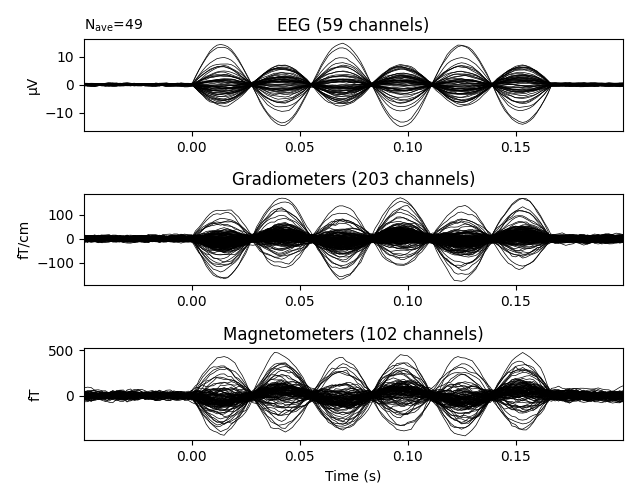 N_ave=49
EEG (59 channels)
10
0
−10
µV
0.00 0.05 0.10 0.15
Gradiometers (203 channels)
100
0
−100
fT/cm
0.00 0.05 0.10 0.15
Magnetometers (102 channels)
500
0
fT
0.00 0.05 0.10 0.15
Time (s)